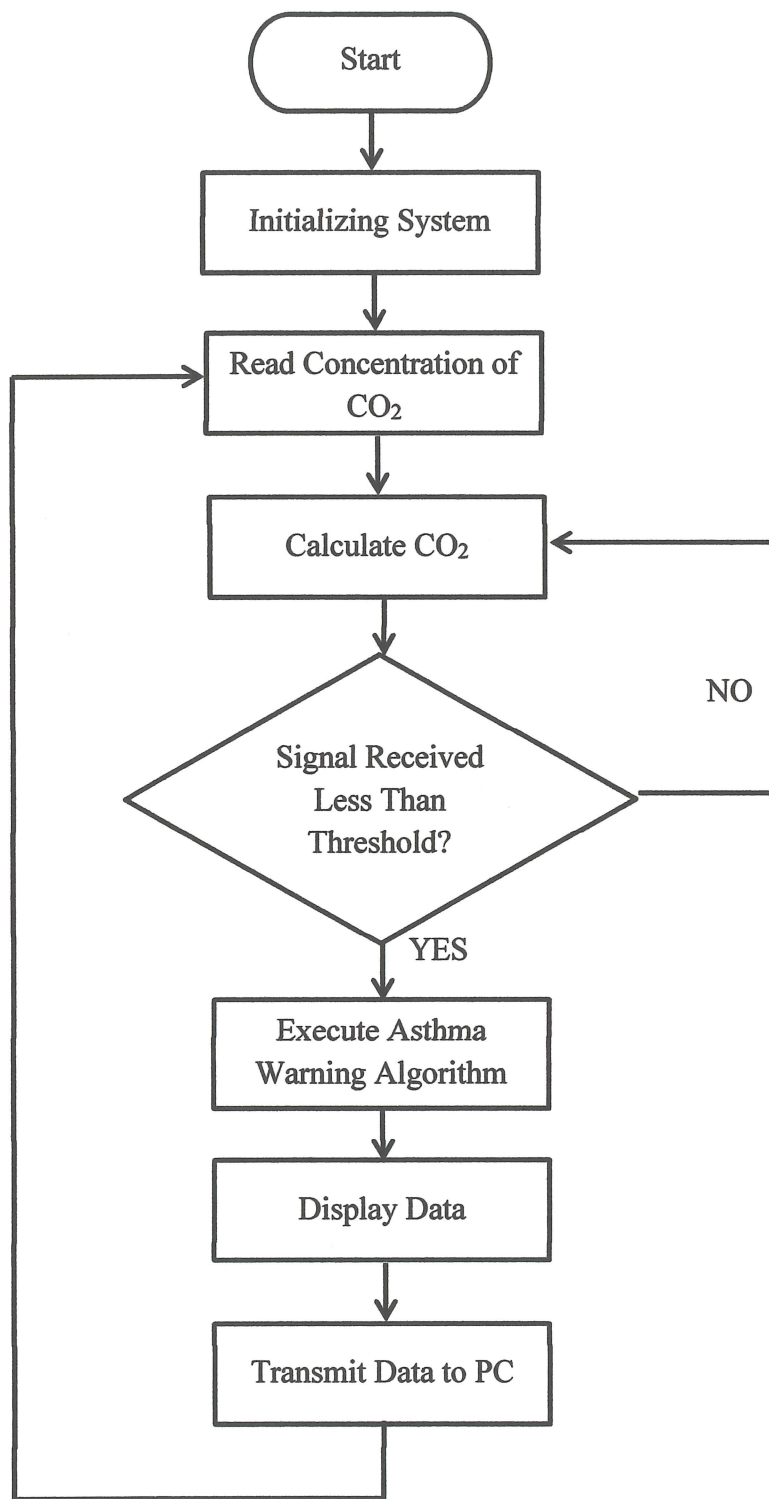 Start
Initializing System
Read Concentration of
CO₂
Calculate CO₂
NO
Signal Received
Less Than
Threshold?
YES
Execute Asthma
Warning Algorithm
Display Data
Transmit Data to PC